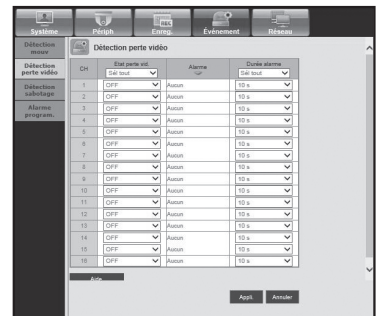 Système Périph Enreg. Événement Réseau
REC
Détection mouv
Détection perte vidéo
Détection sabotage
Alarme program.
Détection perte vidéo
CH Etat perte vid. Alarme Durée alarme
Sél tout Sél tout
1 OFF Aucun 10 s
2 OFF Aucun 10 s
3 OFF Aucun 10 s
4 OFF Aucun 10 s
5 OFF Aucun 10 s
6 OFF Aucun 10 s
7 OFF Aucun 10 s
8 OFF Aucun 10 s
9 OFF Aucun 10 s
10 OFF Aucun 10 s
11 OFF Aucun 10 s
12 OFF Aucun 10 s
13 OFF Aucun 10 s
14 OFF Aucun 10 s
15 OFF Aucun 10 s
16 OFF Aucun 10 s
Aide
Appli. Annuler